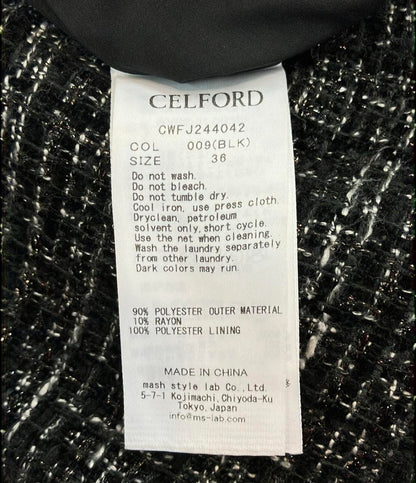 CELFORD
CWFJ244042
COL 009(BLK)
SIZE 36
Do not wash.
Do not bleach.
Do not tumble dry.
Cool iron, use press cloth.
Dryclean, petroleum
solvent only, short cycle.
Use the net when cleaning.
Wash the laundry separately
from other laundry.
Dark colors may run.
90% POLYESTER OUTER MATERIAL
10% RAYON
100% POLYESTER LINING
MADE IN CHINA
mash style lab Co., Ltd.
5-7-1 Kojimachi, Chiyoda-Ku
Tokyo, Japan
info@ms-lab.com